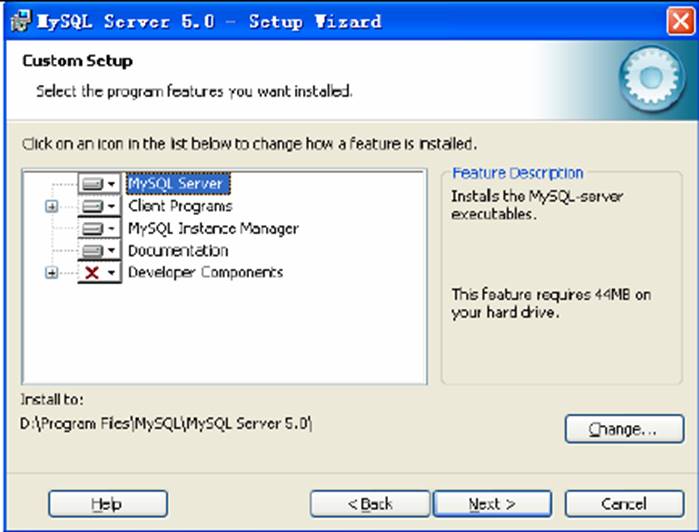 MySQL Server 5.0 - Setup Wizard
Custom Setup
Select the program features you want installed.
Click on an icon in the list below to change how a feature is installed.
MySQL Server
Client Programs
MySQL Instance Manager
Documentation
Developer Components
Feature Description
Installs the MySQL-server
executables.
This feature requires 44MB on
your hard drive.
Install to:
D:\Program Files\MySQL\MySQL Server 5.0\
Change...
Help
< Back
Next >
Cancel